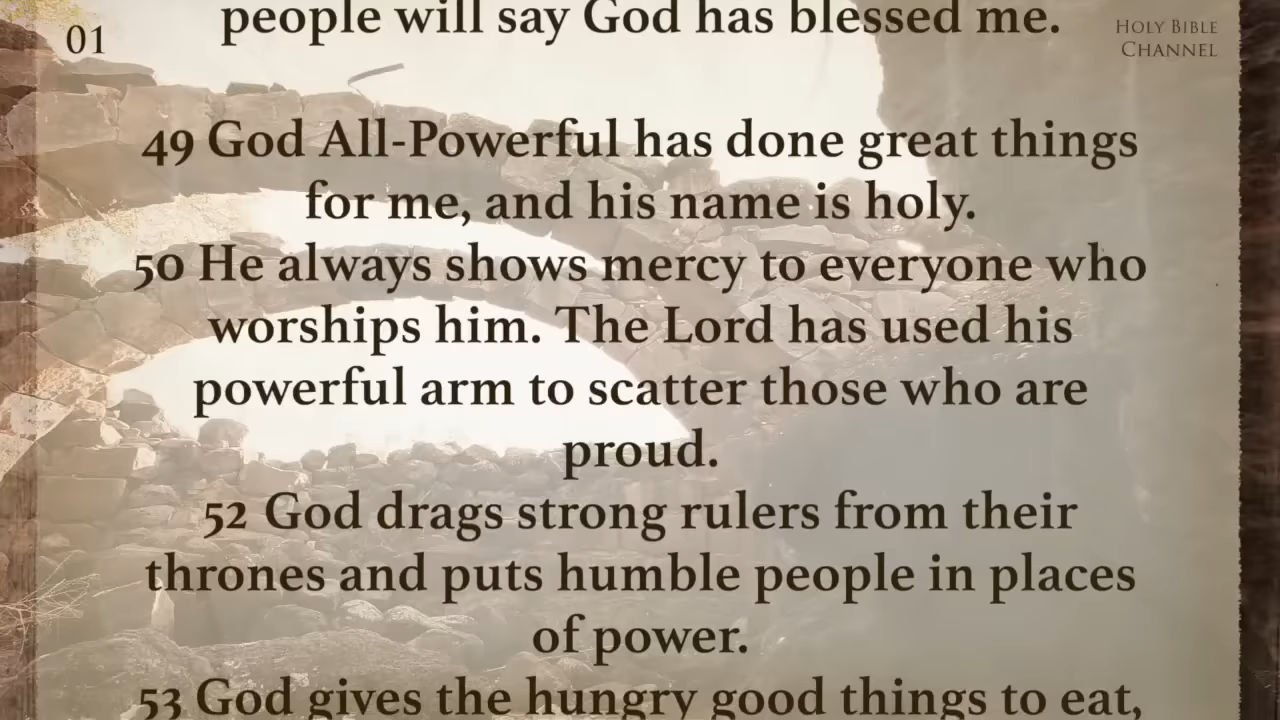 people will say God has blessed me.
01
HOLY BIBLE
CHANNEL
49 God All-Powerful has done great things
for me, and his name is holy.
50 He always shows mercy to everyone who
worships him. The Lord has used his
powerful arm to scatter those who are
proud.
52 God drags strong rulers from their
thrones and puts humble people in places
of power.
53 God gives the hungry good things to eat,